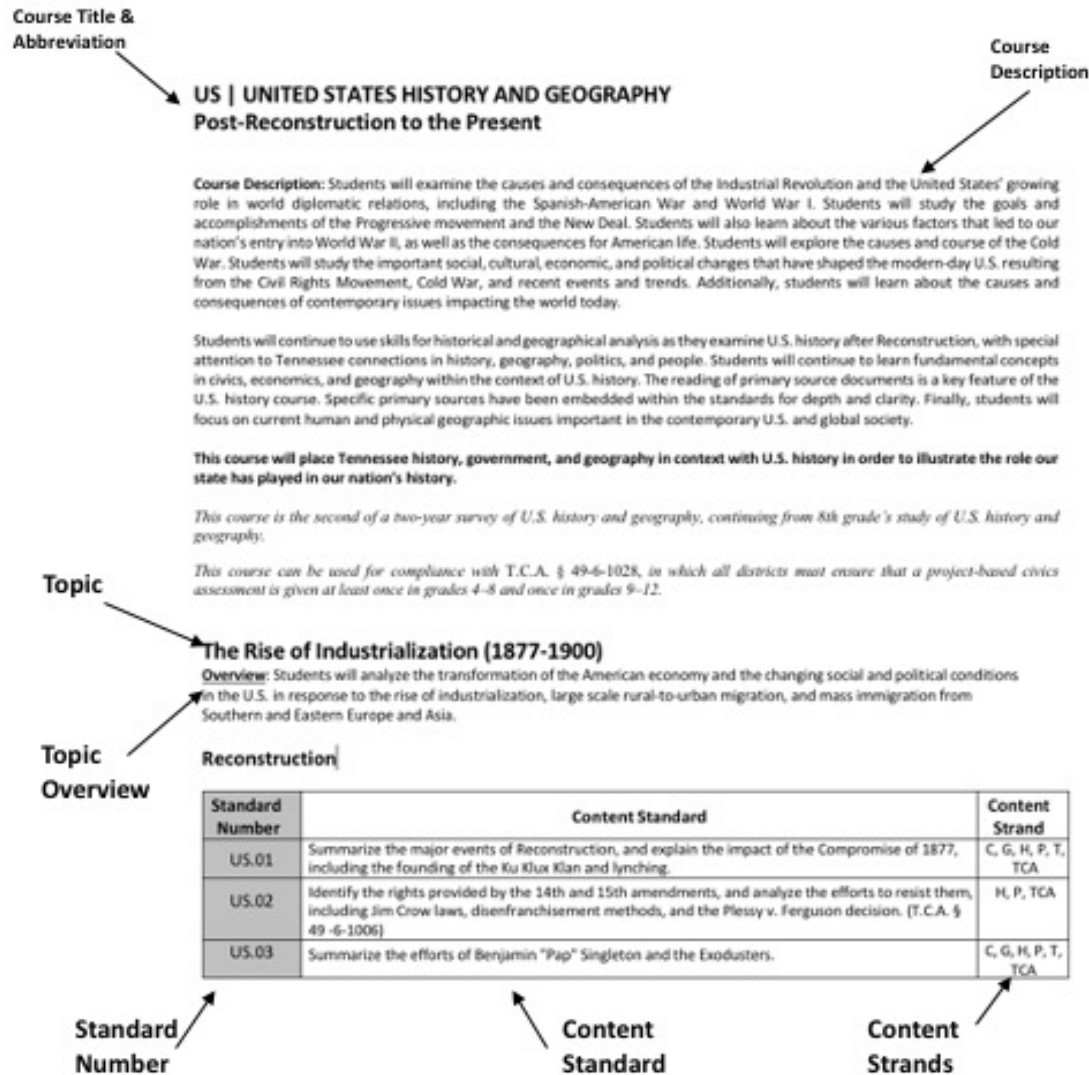 Course Title &
Abbreviation
Course
Description
US | UNITED STATES HISTORY AND GEOGRAPHY
Post-Reconstruction to the Present
Course Description: Students will examine the causes and consequences of the Industrial Revolution and the United States' growing
role in world diplomatic relations, including the Spanish-American War and World War I. Students will study the goals and
accomplishments of the Progressive movement and the New Deal. Students will also learn about the various factors that led to our
nation's entry into World War II, as well as the consequences for American life. Students will explore the causes and course of the Cold
War. Students will study the important social, cultural, economic, and political changes that have shaped the modern-day U.S. resulting
from the Civil Rights Movement, Cold War, and recent events and trends. Additionally, students will learn about the causes and
consequences of contemporary issues impacting the world today.
Students will continue to use skills for historical and geographical analysis as they examine U.S. history after Reconstruction, with special
attention to Tennessee connections in history, geography, politics, and people. Students will continue to learn fundamental concepts
in civics, economics, and geography within the context of U.S. history. The reading of primary source documents is a key feature of the
U.S. history course. Specific primary sources have been embedded within the standards for depth and clarity. Finally, students will
focus on current human and physical geographic issues important in the contemporary U.S. and global society.
This course will place Tennessee history, government, and geography in context with U.S. history in order to illustrate the role our
state has played in our nation's history.
This course is the second of a two-year survey of U.S. history and geography, continuing from 8th grade's study of U.S. history and
geography.
This course can be used for compliance with T.C.A. § 49-6-1028, in which all districts must ensure that a project-based civics
assessment is given at least once in grades 4–8 and once in grades 9–12.
Topic
The Rise of Industrialization (1877-1900)
Overview: Students will analyze the transformation of the American economy and the changing social and political conditions
in the U.S. in response to the rise of industrialization, large scale rural-to-urban migration, and mass immigration from
Southern and Eastern Europe and Asia.
Topic
Overview
Reconstruction
Standard
Number
Content Standard
Content
Strand
US.01
Summarize the major events of Reconstruction, and explain the impact of the Compromise of 1877,
including the founding of the Ku Klux Klan and lynching.
C, G, H, P, T,
TCA
US.02
Identify the rights provided by the 14th and 15th amendments, and analyze the efforts to resist them,
including Jim Crow laws, disenfranchisement methods, and the Plessy v. Ferguson decision. (T.C.A. §
49 -6-1006)
H, P, TCA
US.03
Summarize the efforts of Benjamin "Pap" Singleton and the Exodusters.
C, G, H, P, T,
TCA
Standard
Number
Content
Standard
Content
Strands